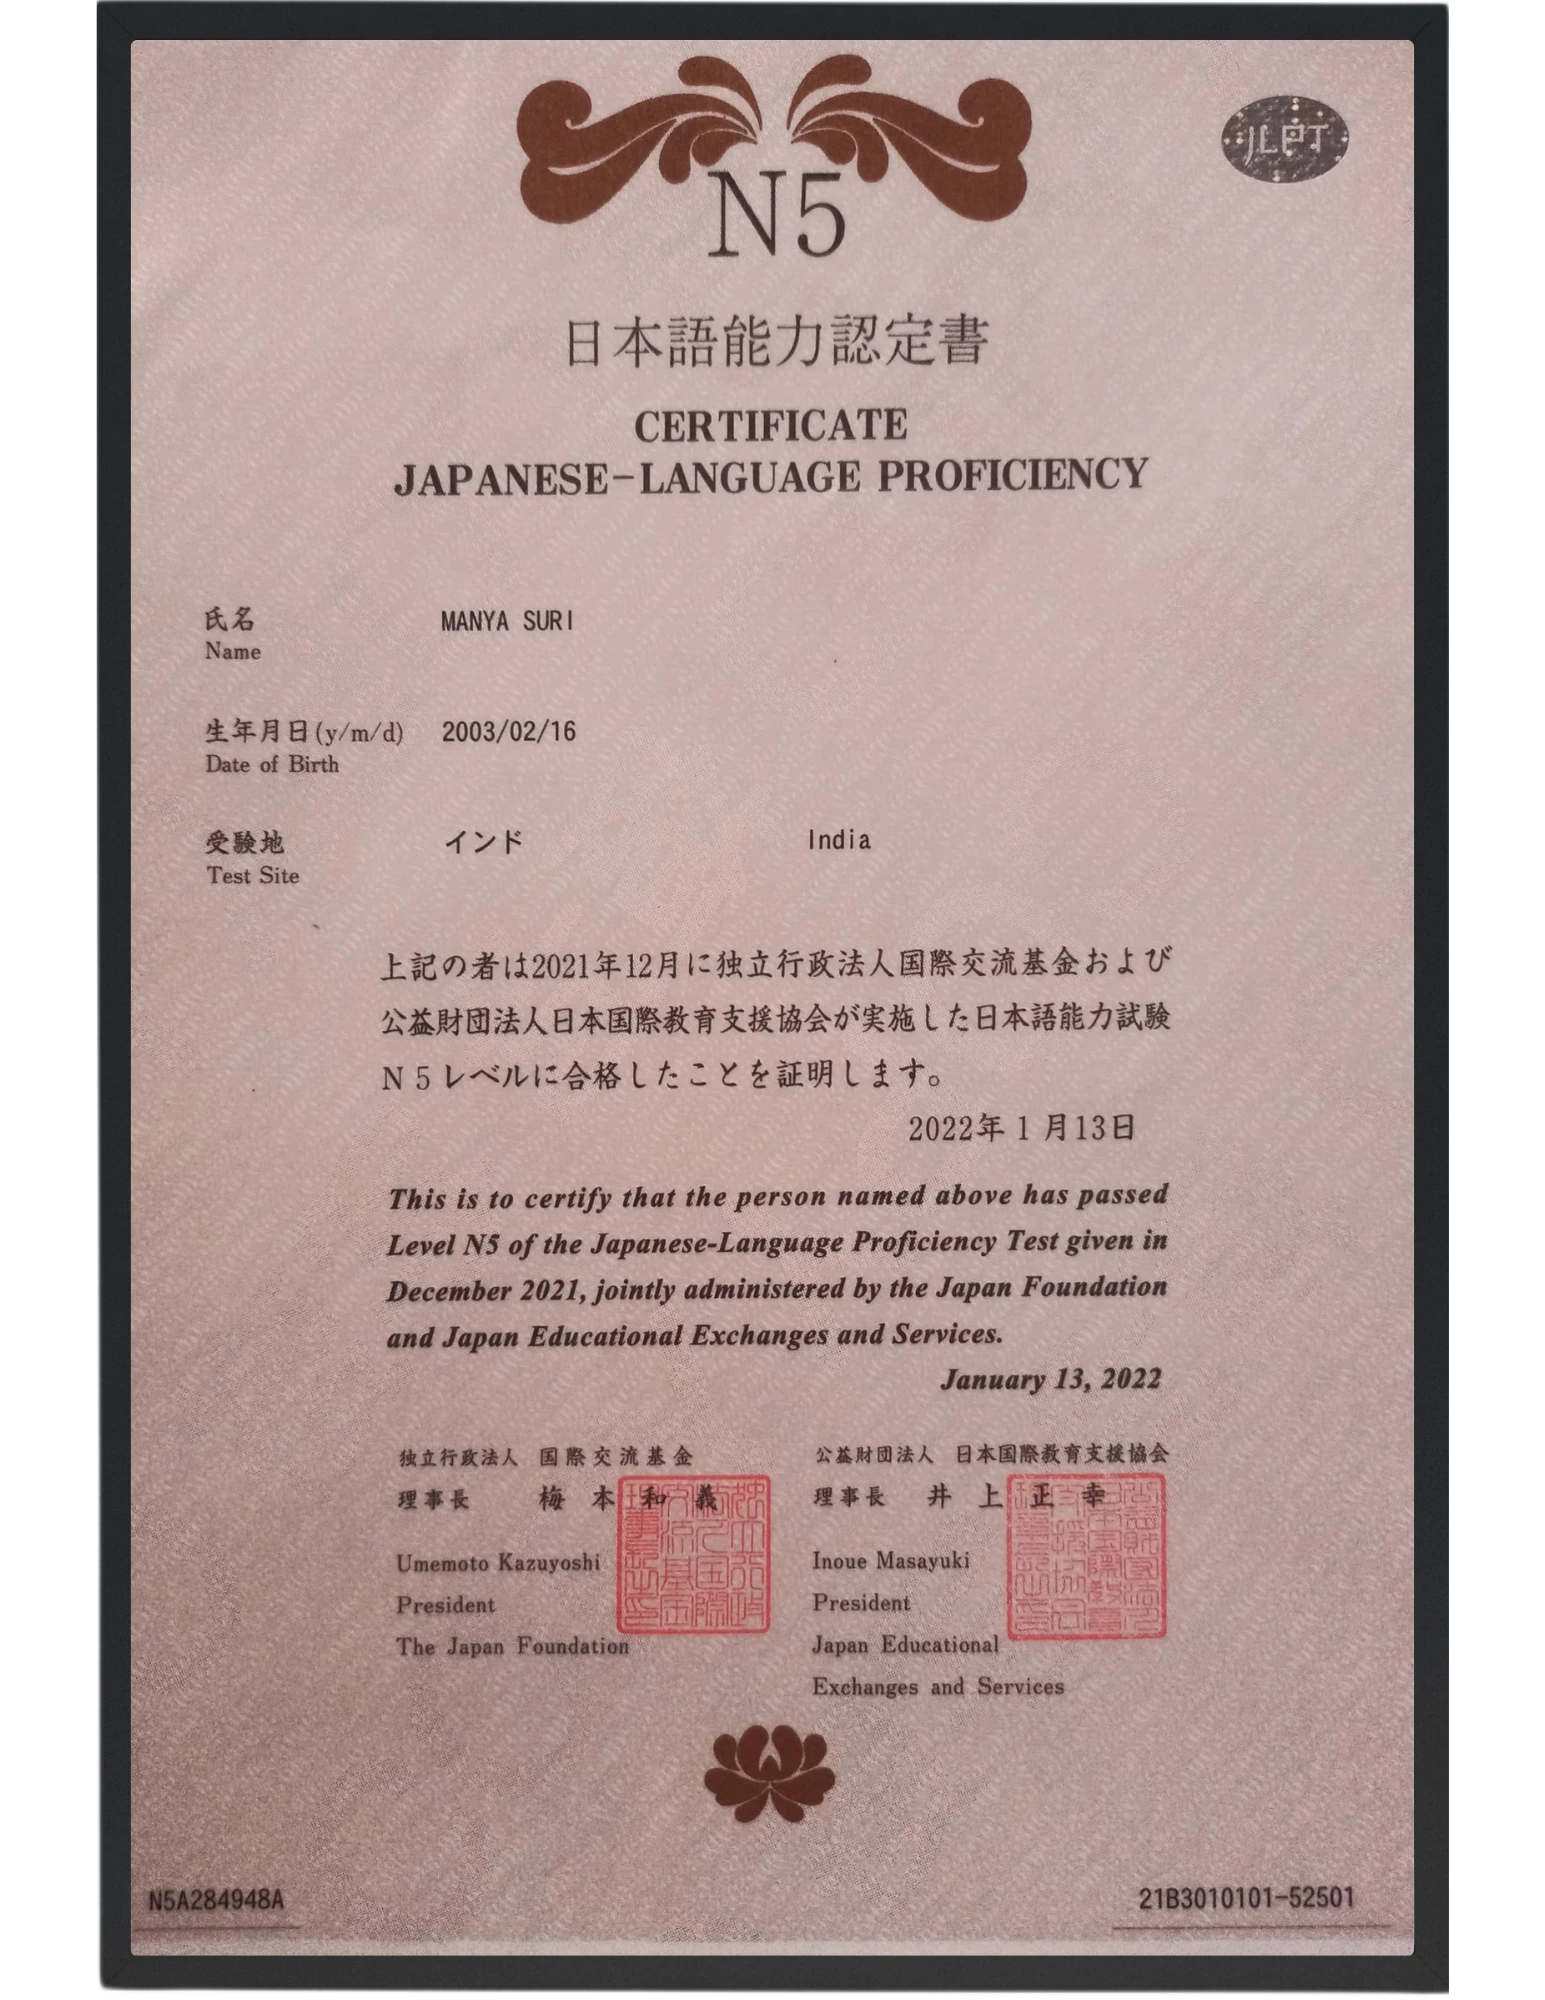 JLPT
N5
日本語能力認定書
CERTIFICATE
JAPANESE-LANGUAGE PROFICIENCY
氏名 MANYA SURI
Name
生年月日(y/m/d) 2003/02/16
Date of Birth
受験地 インド India
Test Site
上記の者は2021年12月に独立行政法人国際交流基金および
公益財団法人日本国際教育支援協会が実施した日本語能力試験
N5レベルに合格したことを証明します。
2022年1月13日
This is to certify that the person named above has passed
Level N5 of the Japanese-Language Proficiency Test given in
December 2021, jointly administered by the Japan Foundation
and Japan Educational Exchanges and Services.
January 13, 2022
独立行政法人 国際交流基金
理事長 梅本和義
Umemoto Kazuyoshi
President
The Japan Foundation
公益財団法人 日本国際教育支援協会
理事長 井上正幸
Inoue Masayuki
President
Japan Educational
Exchanges and Services
N5A284948A
21B3010101-52501